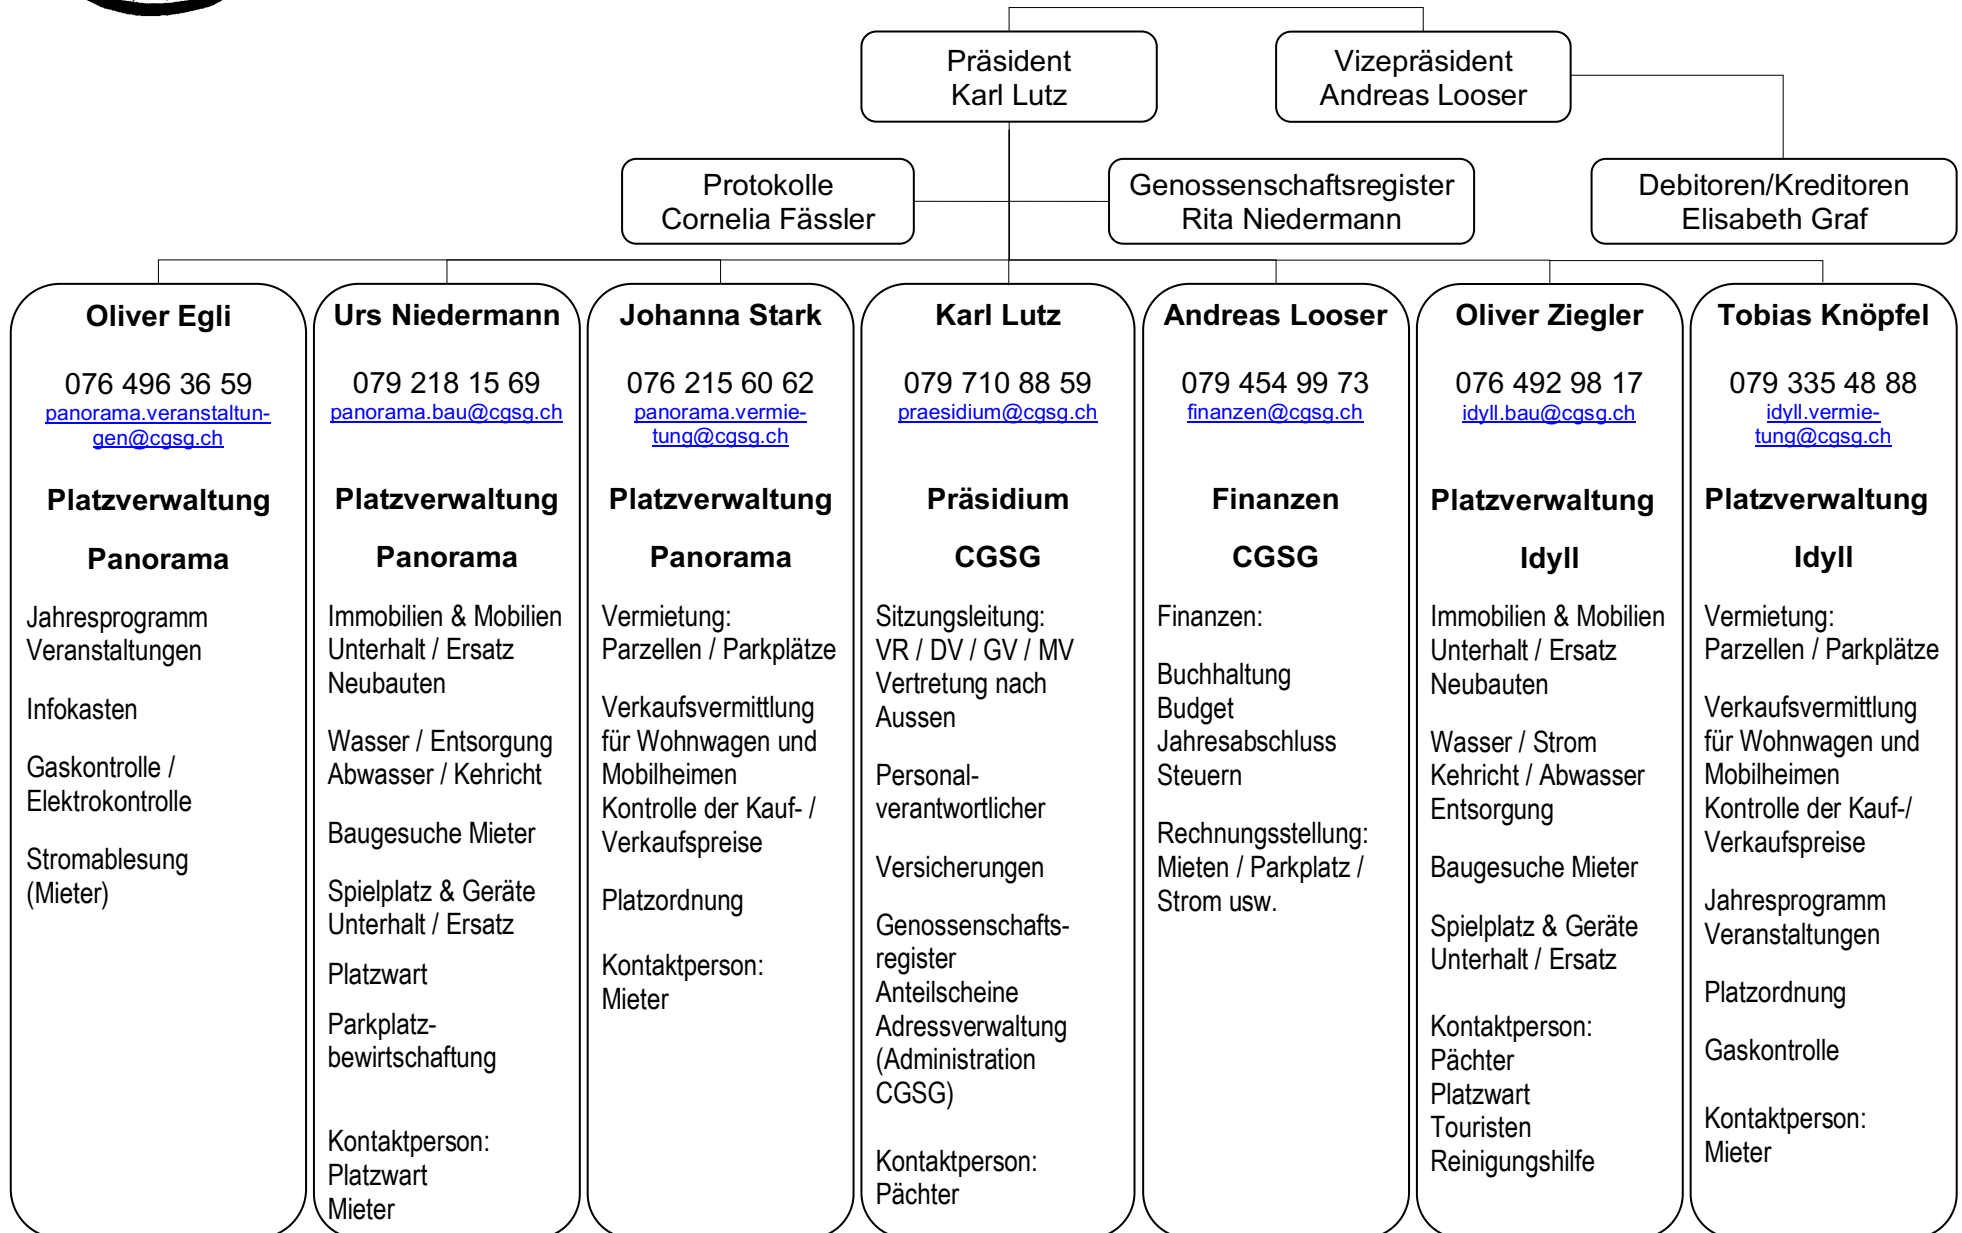 Präsident
Karl Lutz
Vizepräsident
Andreas Looser
Protokolle
Cornelia Fässler
Genossenschaftsregister
Rita Niedermann
Debitoren/Kreditoren
Elisabeth Graf
Oliver Egli
076 496 36 59
panorama.veranstaltun-
gen@cgsg.ch
Platzverwaltung
Panorama
Jahresprogramm
Veranstaltungen
Infokasten
Gaskontrolle /
Elektrokontrolle
Stromablesung
(Mieter)
Urs Niedermann
079 218 15 69
panorama.bau@cgsg.ch
Platzverwaltung
Panorama
Immobilien & Mobilien
Unterhalt / Ersatz
Neubauten
Wasser / Entsorgung
Abwasser / Kehricht
Baugesuche Mieter
Spielplatz & Geräte
Unterhalt / Ersatz
Platzwart
Parkplatz-
bewirtschaftung
Kontaktperson:
Platzwart
Mieter
Johanna Stark
076 215 60 62
panorama.vermie-
tung@cgsg.ch
Platzverwaltung
Panorama
Vermietung:
Parzellen / Parkplätze
Verkaufsvermittlung
für Wohnwagen und
Mobilheimen
Kontrolle der Kauf- /
Verkaufspreise
Platzordnung
Kontaktperson:
Mieter
Karl Lutz
079 710 88 59
praesidium@cgsg.ch
Präsidium
CGSG
Sitzungsleitung:
VR / DV / GV / MV
Vertretung nach
Aussen
Personal-
verantwortlicher
Versicherungen
Genossenschafts-
register
Anteilscheine
Adressverwaltung
(Administration
CGSG)
Kontaktperson:
Pächter
Andreas Looser
079 454 99 73
finanzen@cgsg.ch
Finanzen
CGSG
Finanzen:
Buchhaltung
Budget
Jahresabschluss
Steuern
Rechnungsstellung:
Mieten / Parkplatz /
Strom usw.
Oliver Ziegler
076 492 98 17
idyll.bau@cgsg.ch
Platzverwaltung
Idyll
Immobilien & Mobilien
Unterhalt / Ersatz
Neubauten
Wasser / Strom
Kehricht / Abwasser
Entsorgung
Baugesuche Mieter
Spielplatz & Geräte
Unterhalt / Ersatz
Kontaktperson:
Pächter
Platzwart
Touristen
Reinigungshilfe
Tobias Knöpfel
079 335 48 88
idyll.vermie-
tung@cgsg.ch
Platzverwaltung
Idyll
Vermietung:
Parzellen / Parkplätze
Verkaufsvermittlung
für Wohnwagen und
Mobilheimen
Kontrolle der Kauf-/
Verkaufspreise
Jahresprogramm
Veranstaltungen
Platzordnung
Gaskontrolle
Kontaktperson:
Mieter